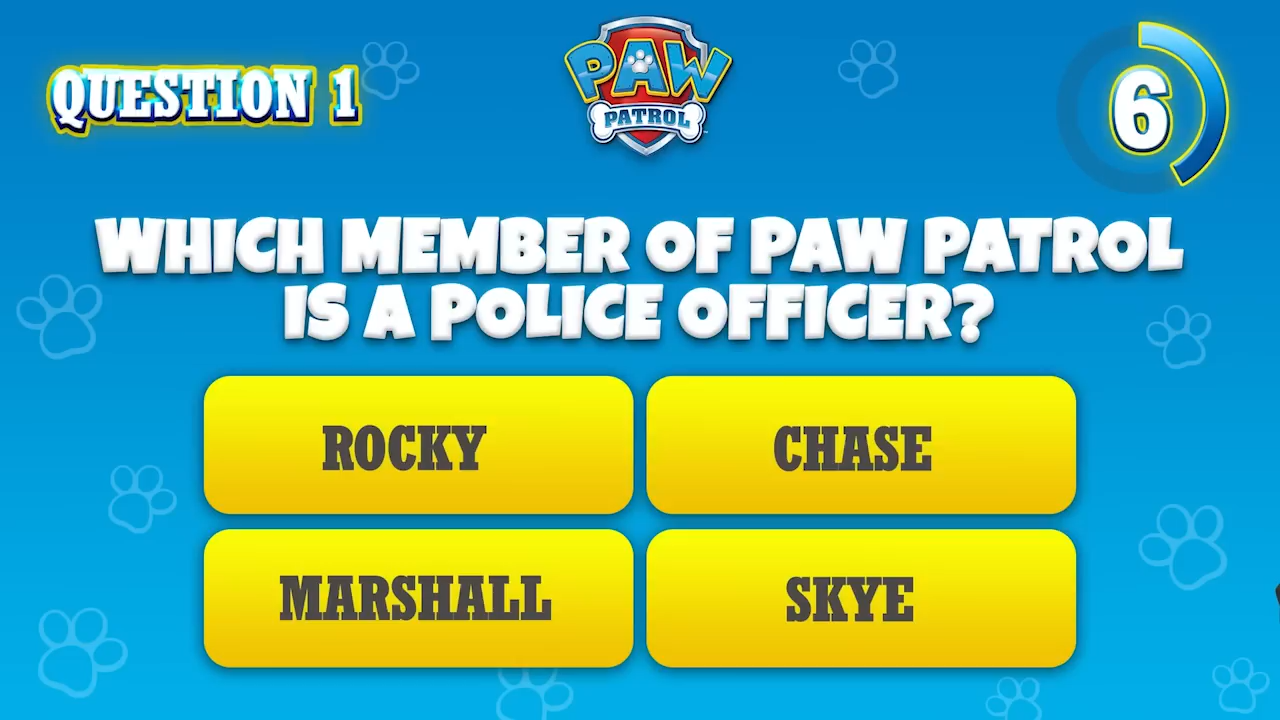 QUESTION 1
PAW
PATROL
6
WHICH MEMBER OF PAW PATROL
IS A POLICE OFFICER?
ROCKY
CHASE
MARSHALL
SKYE